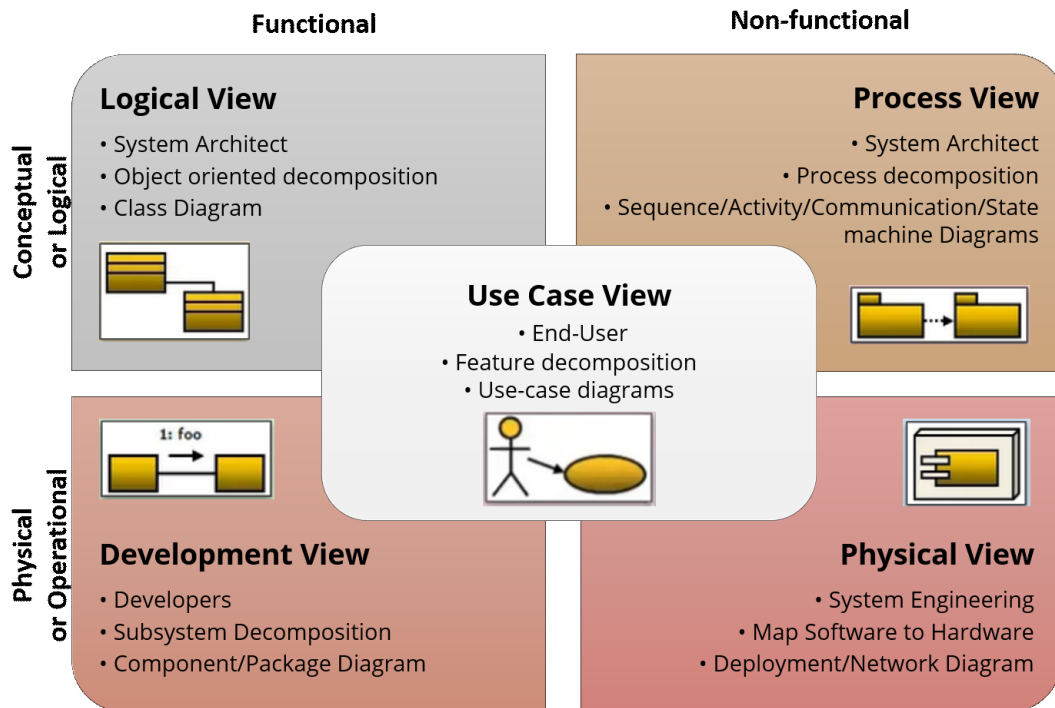 Functional
Non-functional
Conceptual
or Logical
Logical View
• System Architect
• Object oriented decomposition
• Class Diagram
Process View
• System Architect
• Process decomposition
• Sequence/Activity/Communication/State
machine Diagrams
Use Case View
• End-User
• Feature decomposition
• Use-case diagrams
Physical
or Operational
1: foo
Development View
• Developers
• Subsystem Decomposition
• Component/Package Diagram
Physical View
• System Engineering
• Map Software to Hardware
• Deployment/Network Diagram